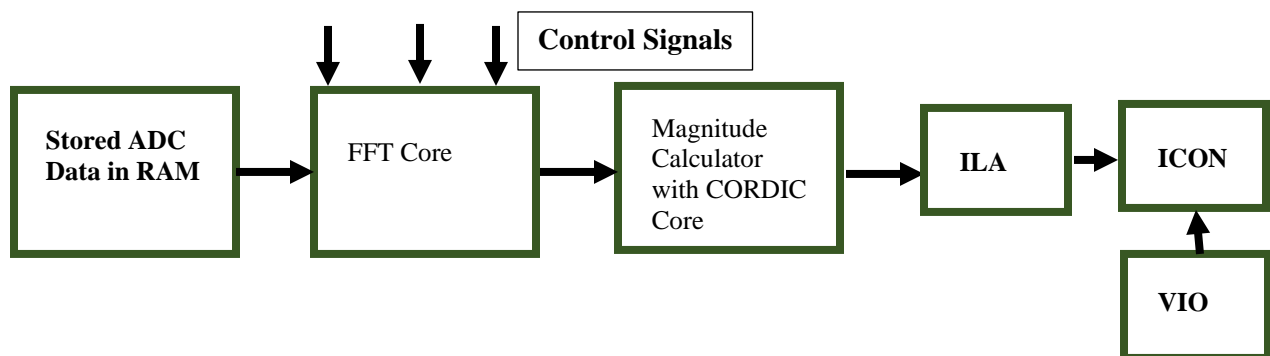 Control Signals
Stored ADC
Data in RAM
FFT Core
Magnitude
Calculator
with CORDIC
Core
ILA
ICON
VIO